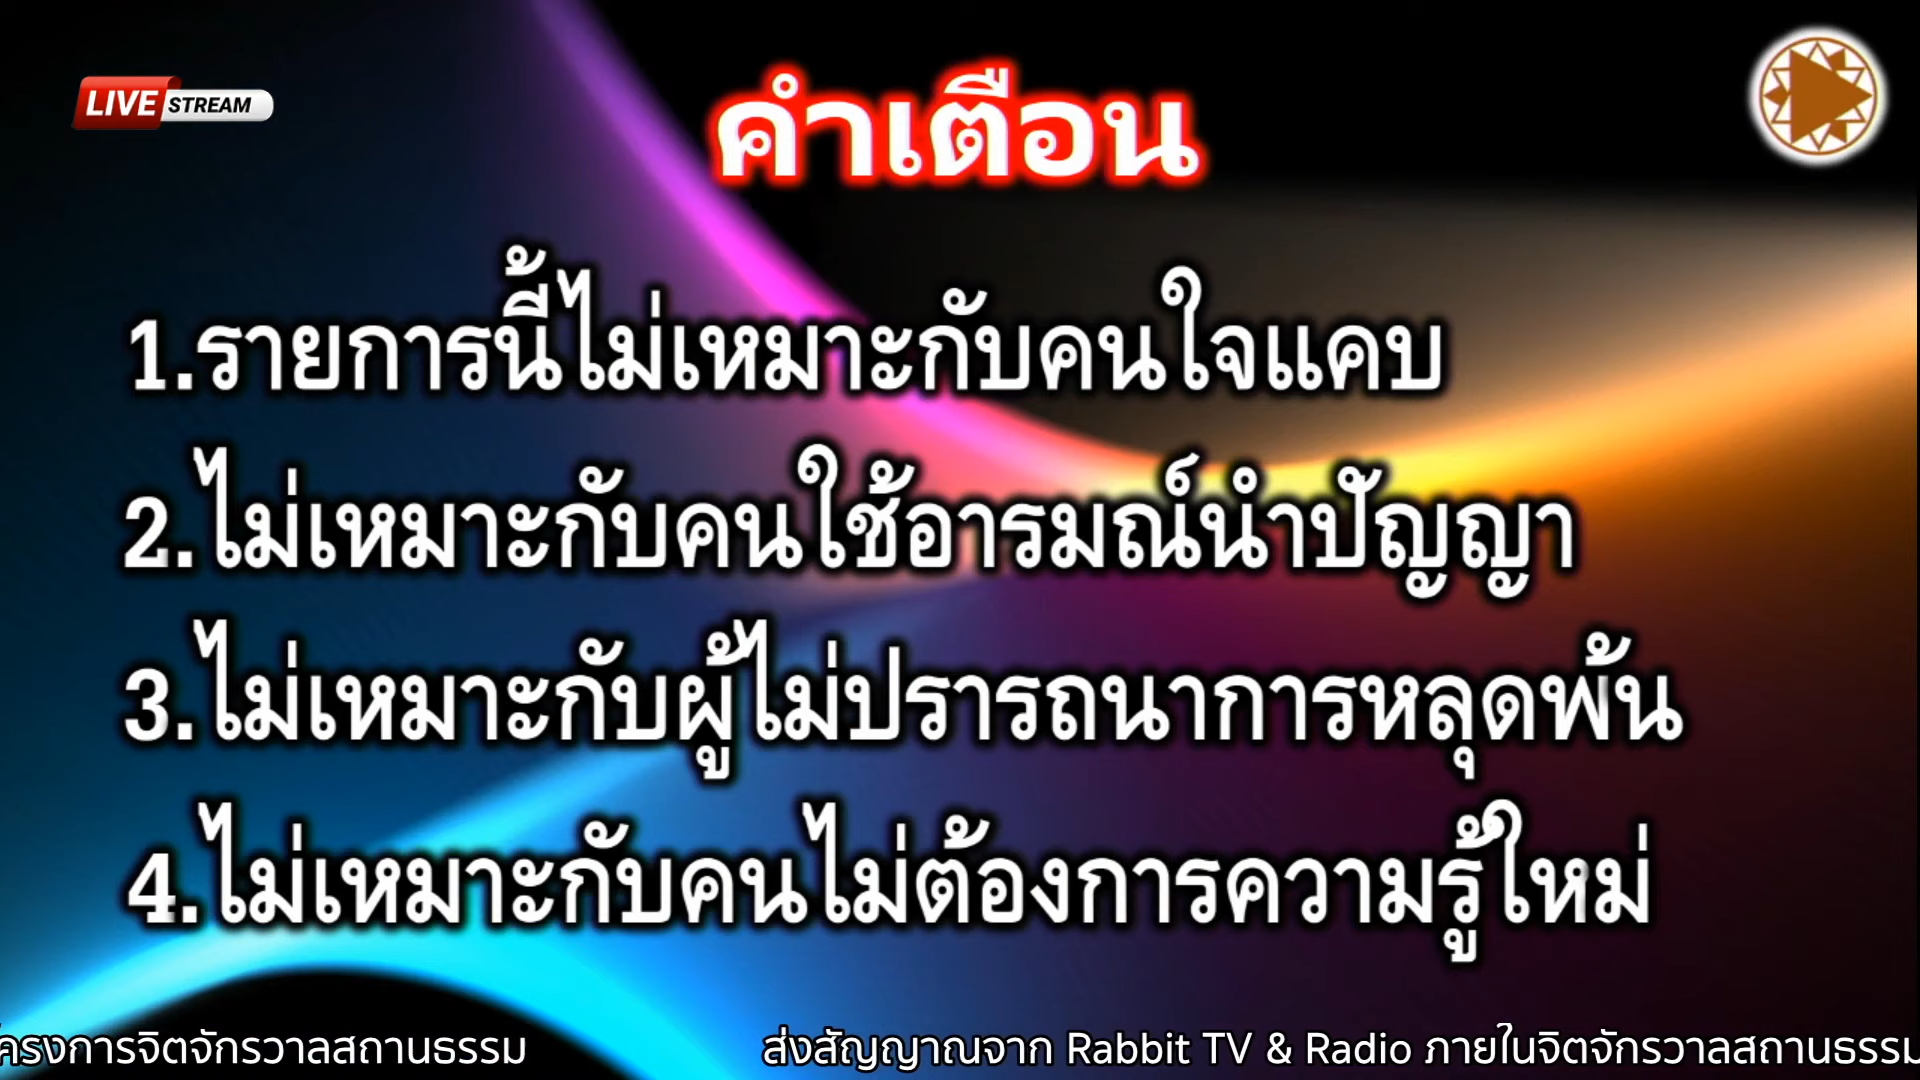 LIVE STREAM
คำเตือน
1.รายการนี้ไม่เหมาะกับคนใจแคบ
2.ไม่เหมาะกับคนใช้อารมณ์นำปัญญา
3.ไม่เหมาะกับผู้ไม่ปรารถนาการหลุดพ้น
4.ไม่เหมาะกับคนไม่ต้องการความรู้ใหม่
โครงการจิตจักรวาลสถานธรรม ส่งสัญญาณจาก Rabbit TV & Radio ภายในจิตจักรวาลสถานธรรม